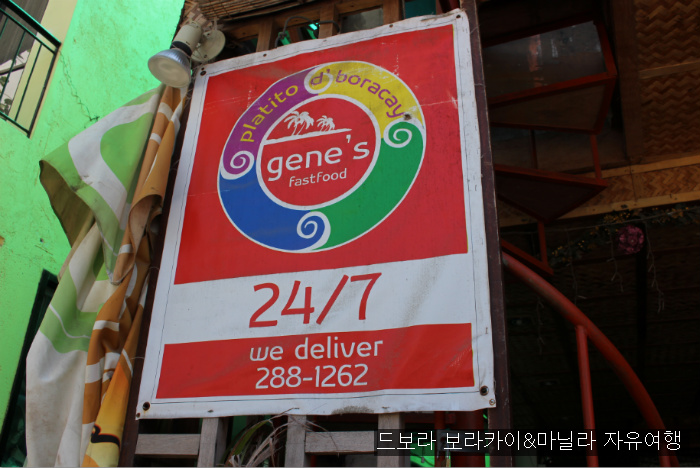 platito d' boracay
gene's
fastfood
24/7
we deliver
288-1262
드보라 보라카이&마닐라 자유여행